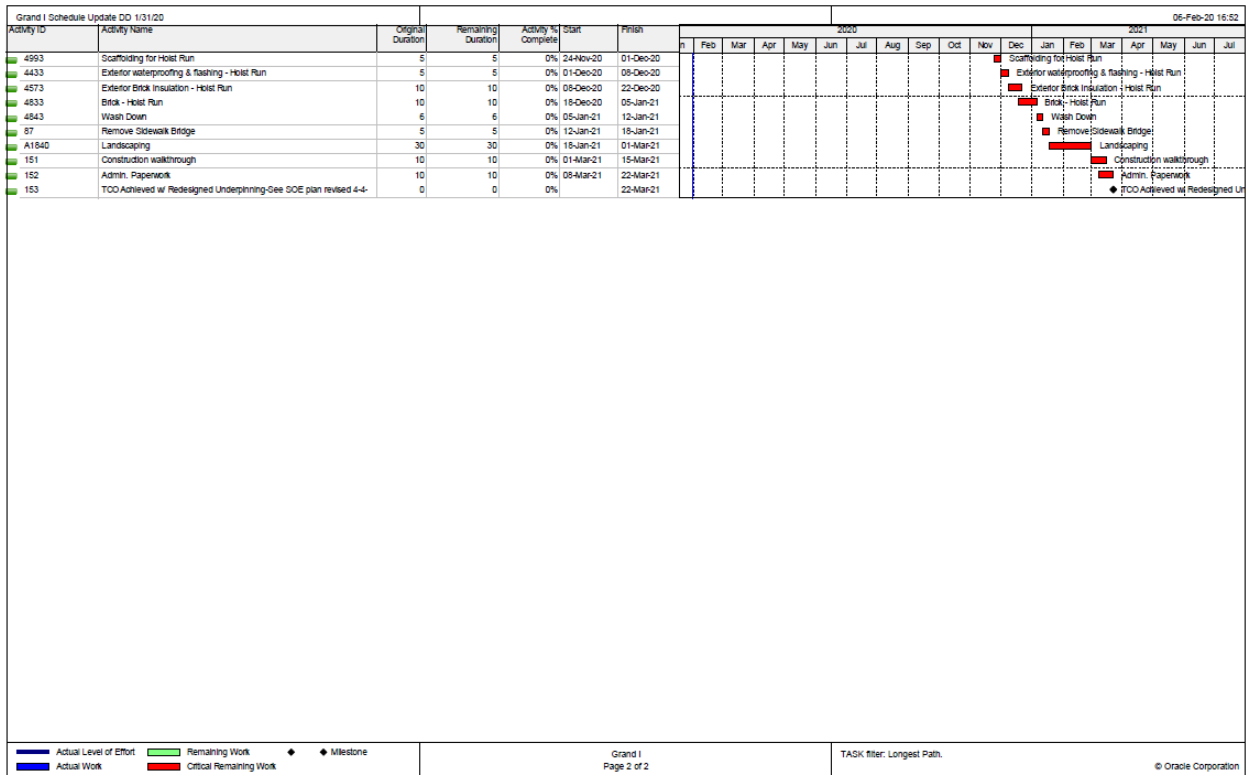 Grand I Schedule Update DD 1/31/20 06-Feb-20 16:52
Activity ID Activity Name Original Duration Remaining Duration Activity % Complete Start Finish 2020 2021
n Feb Mar Apr May Jun Jul Aug Sep Oct Nov Dec Jan Feb Mar Apr May Jun Jul
4993 Scaffolding for Hoist Run 5 5 0% 24-Nov-20 01-Dec-20 Scaffolding for Hoist Run
4433 Exterior waterproofing & flashing - Hoist Run 5 5 0% 01-Dec-20 08-Dec-20 Exterior waterproofing & flashing - Hoist Run
4573 Exterior Brick Insulation - Hoist Run 10 10 0% 08-Dec-20 22-Dec-20 Exterior Brick Insulation - Hoist Run
4833 Brick - Hoist Run 10 10 0% 18-Dec-20 05-Jan-21 Brick - Hoist Run
4843 Wash Down 6 6 0% 05-Jan-21 12-Jan-21 Wash Down
87 Remove Sidewalk Bridge 5 5 0% 12-Jan-21 18-Jan-21 Remove Sidewalk Bridge
A1840 Landscaping 30 30 0% 18-Jan-21 01-Mar-21 Landscaping
151 Construction walkthrough 10 10 0% 01-Mar-21 15-Mar-21 Construction walkthrough
152 Admin. Paperwork 10 10 0% 08-Mar-21 22-Mar-21 Admin. Paperwork
153 TCO Achieved w/ Redesigned Underpinning-See SOE plan revised 4-4- 0 0 0% 22-Mar-21 TCO Achieved w/ Redesigned Un
Actual Level of Effort Remaining Work Milestone
Actual Work Critical Remaining Work
Grand I
Page 2 of 2
TASK filter: Longest Path.
© Oracle Corporation